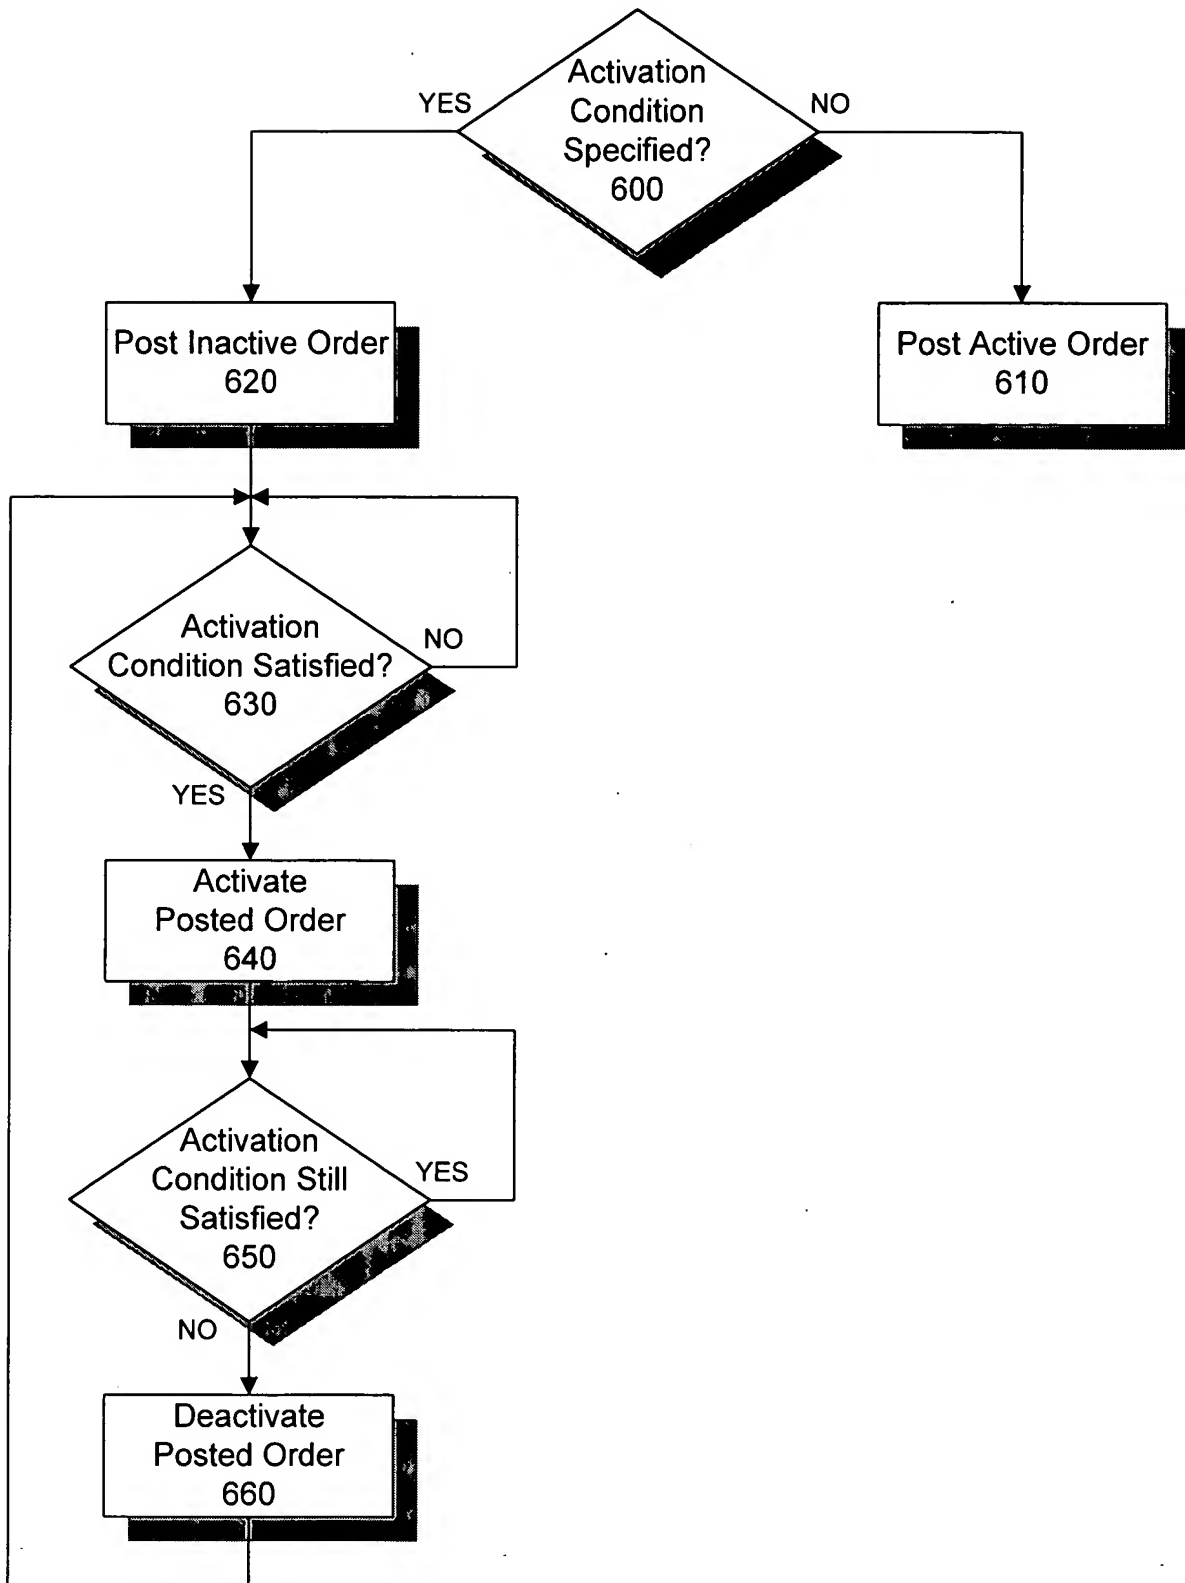 Activation
Condition
Specified?
600
YES
NO
Post Inactive Order
620
Post Active Order
610
Activation
Condition Satisfied?
630
NO
YES
Activate
Posted Order
640
Activation
Condition Still
Satisfied?
650
YES
NO
Deactivate
Posted Order
660